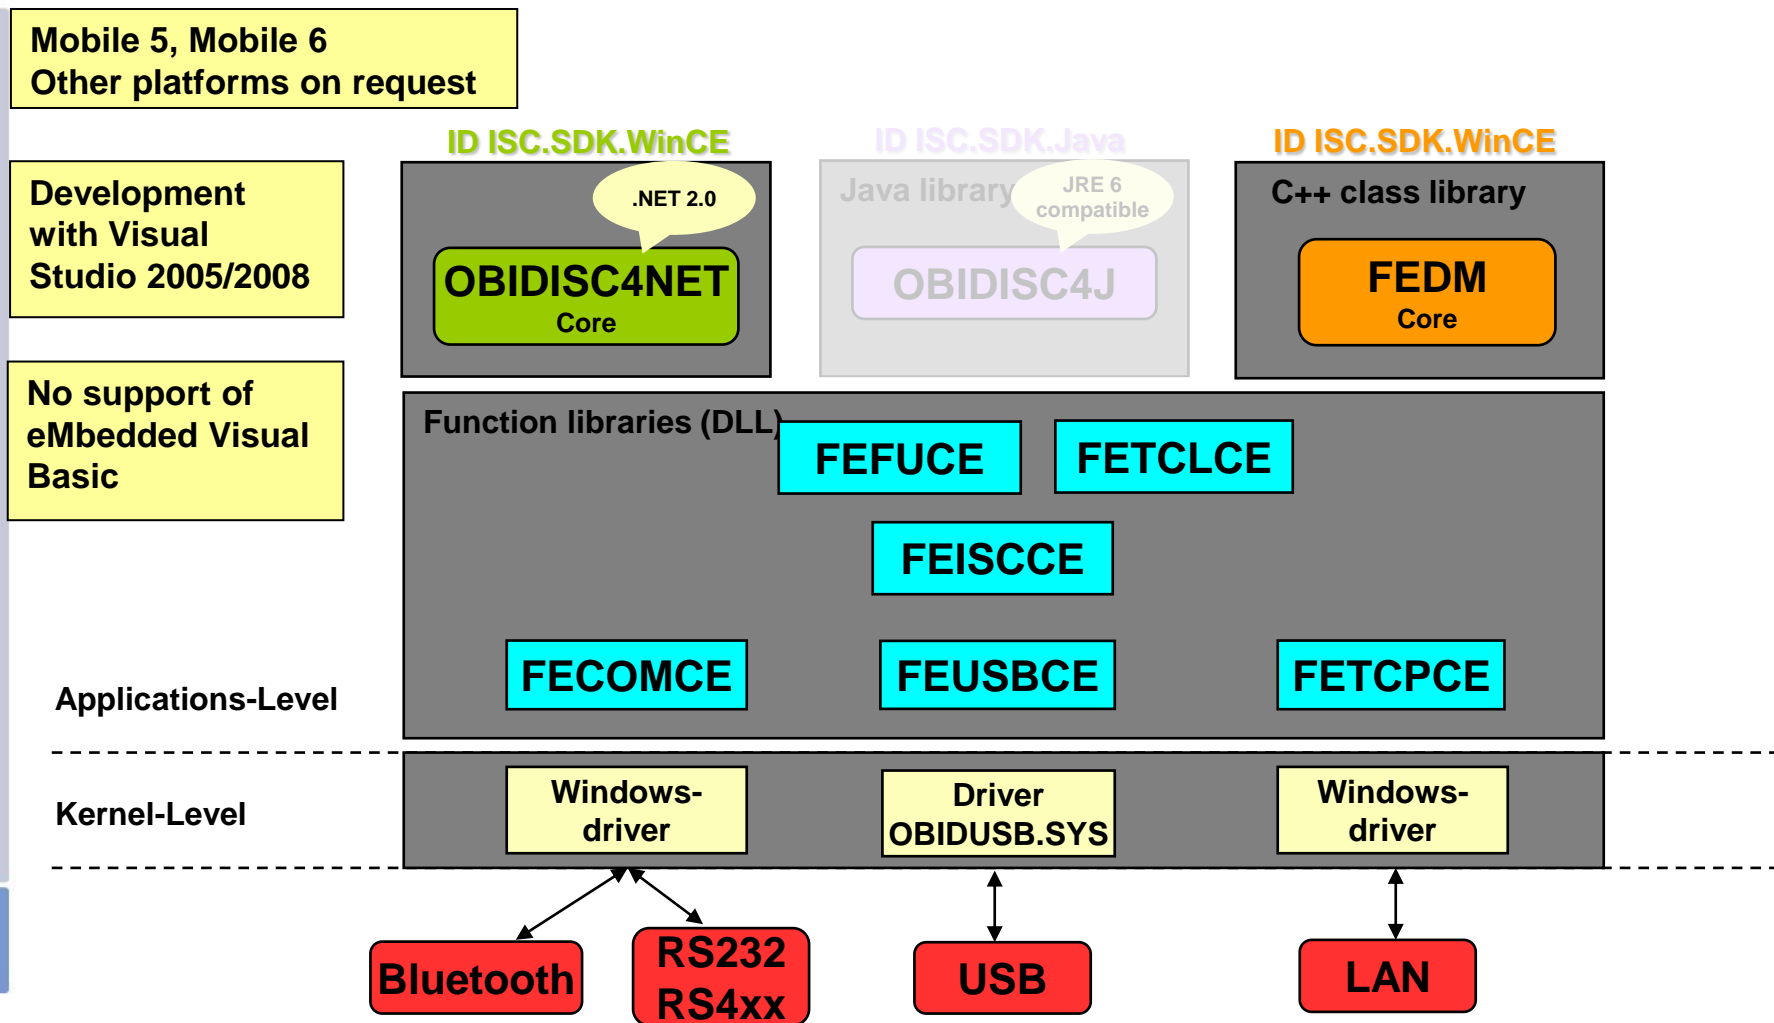 Mobile 5, Mobile 6
Other platforms on request
ID ISC.SDK.WinCE
ID ISC.SDK.Java
ID ISC.SDK.WinCE
Development
with Visual
Studio 2005/2008
.NET 2.0
OBIDISC4NET
Core
Java library
JRE 6
compatible
OBIDISC4J
C++ class library
FEDM
Core
No support of
eMbedded Visual
Basic
Function libraries (DLL)
FEFUCE
FETCLCE
FEISCCE
FECOMCE
FEUSBCE
FETCPCE
Applications-Level
Kernel-Level
Windows-
driver
Driver
OBIDUSB.SYS
Windows-
driver
Bluetooth
RS232
RS4xx
USB
LAN